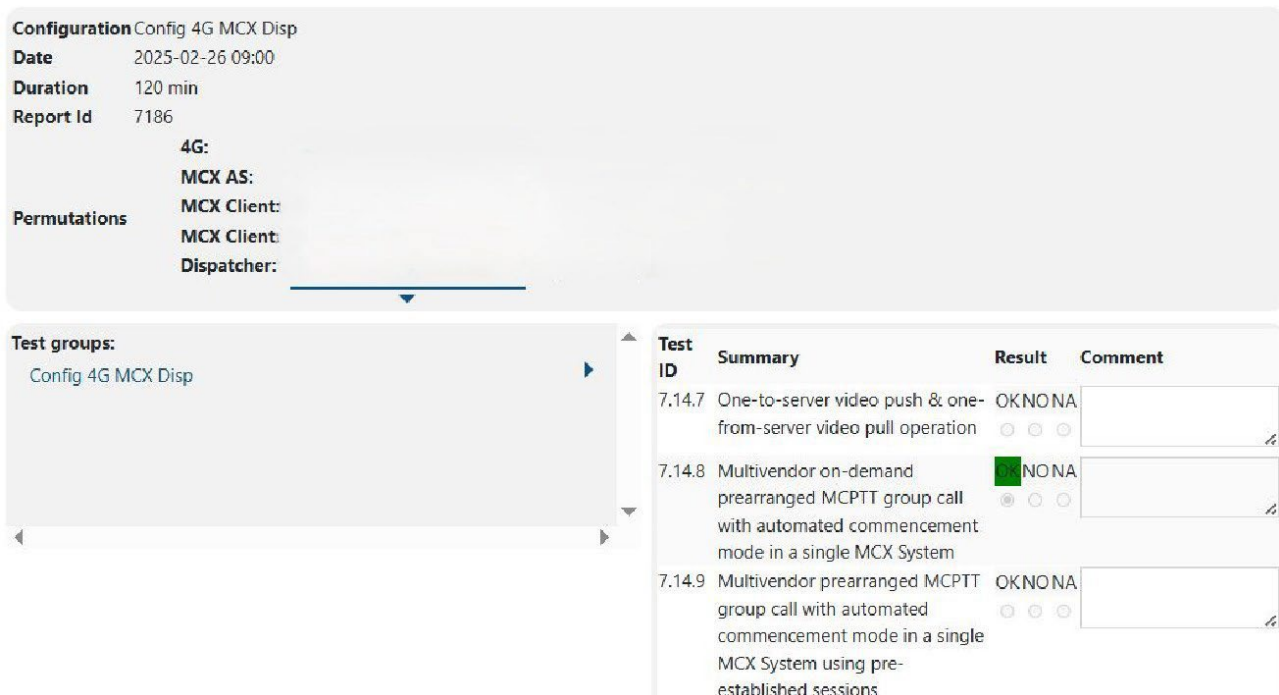 Configuration Config 4G MCX Disp
Date 2025-02-26 09:00
Duration 120 min
Report Id 7186
Permutations
4G:
MCX AS:
MCX Client:
MCX Client:
Dispatcher:
Test groups:
Config 4G MCX Disp
Test ID Summary Result Comment
7.14.7 One-to-server video push & one- OK NO NA
from-server video pull operation
7.14.8 Multivendor on-demand OK NO NA
prearranged MCPTT group call
with automated commencement
mode in a single MCX System
7.14.9 Multivendor prearranged MCPTT OK NO NA
group call with automated
commencement mode in a single
MCX System using pre-
established sessions